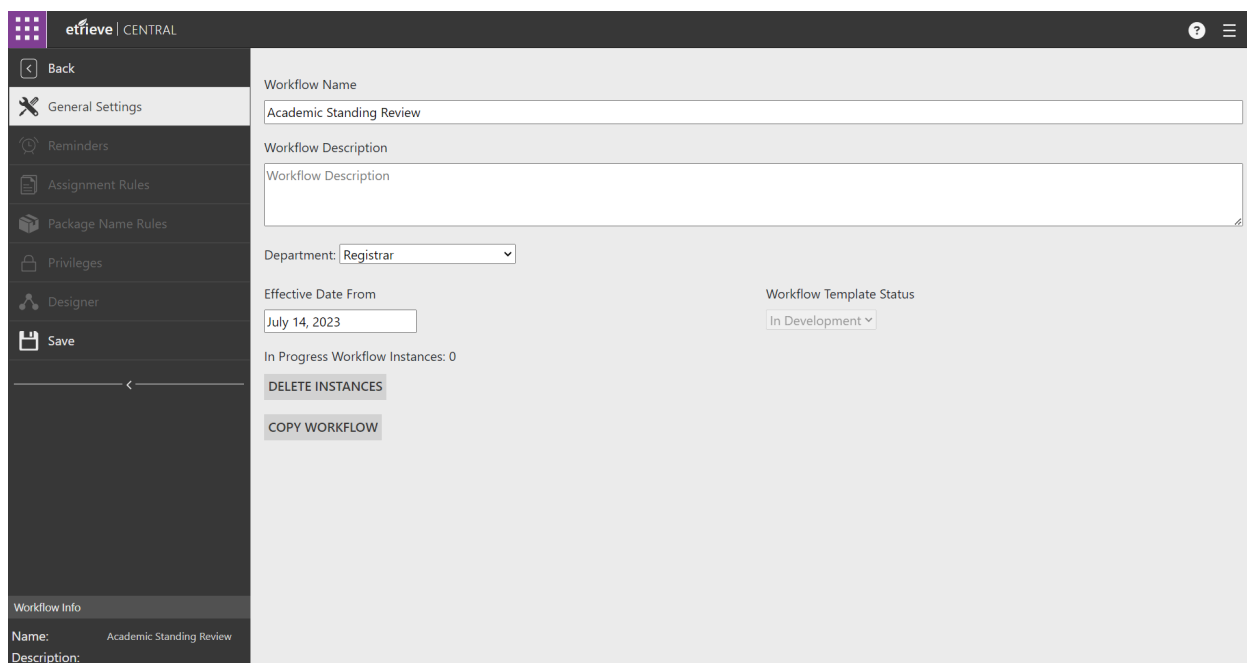 etrieve | CENTRAL
?
Back
General Settings
Reminders
Assignment Rules
Package Name Rules
Privileges
Designer
Save
Workflow Info
Name: Academic Standing Review
Description:
Workflow Name
Academic Standing Review
Workflow Description
Workflow Description
Department: Registrar
Effective Date From
July 14, 2023
Workflow Template Status
In Development
In Progress Workflow Instances: 0
DELETE INSTANCES
COPY WORKFLOW